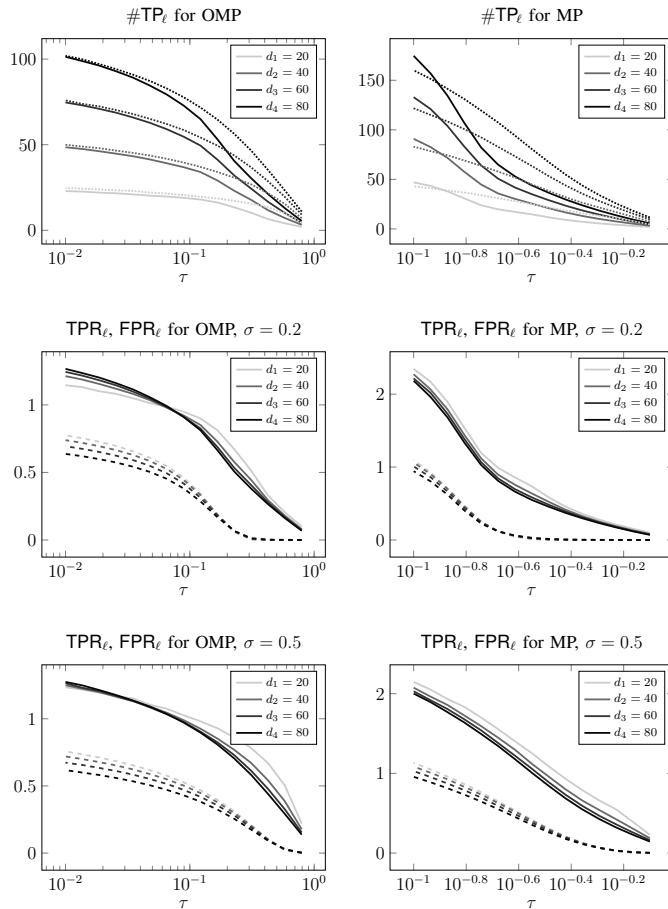 #TPℓ for OMP
100
50
0
10⁻²
10⁻¹
10⁰
τ
d₁ = 20
d₂ = 40
d₃ = 60
d₄ = 80
#TPℓ for MP
150
100
50
0
10⁻¹
10⁻⁰·⁸
10⁻⁰·⁶
10⁻⁰·⁴
10⁻⁰·²
τ
d₁ = 20
d₂ = 40
d₃ = 60
d₄ = 80
TPRℓ, FPRℓ for OMP, σ = 0.2
1
0.5
0
10⁻²
10⁻¹
10⁰
τ
d₁ = 20
d₂ = 40
d₃ = 60
d₄ = 80
TPRℓ, FPRℓ for MP, σ = 0.2
2
1
0
10⁻¹
10⁻⁰·⁸
10⁻⁰·⁶
10⁻⁰·⁴
10⁻⁰·²
τ
d₁ = 20
d₂ = 40
d₃ = 60
d₄ = 80
TPRℓ, FPRℓ for OMP, σ = 0.5
1
0.5
0
10⁻²
10⁻¹
10⁰
τ
d₁ = 20
d₂ = 40
d₃ = 60
d₄ = 80
TPRℓ, FPRℓ for MP, σ = 0.5
2
1
0
10⁻¹
10⁻⁰·⁸
10⁻⁰·⁶
10⁻⁰·⁴
10⁻⁰·²
τ
d₁ = 20
d₂ = 40
d₃ = 60
d₄ = 80